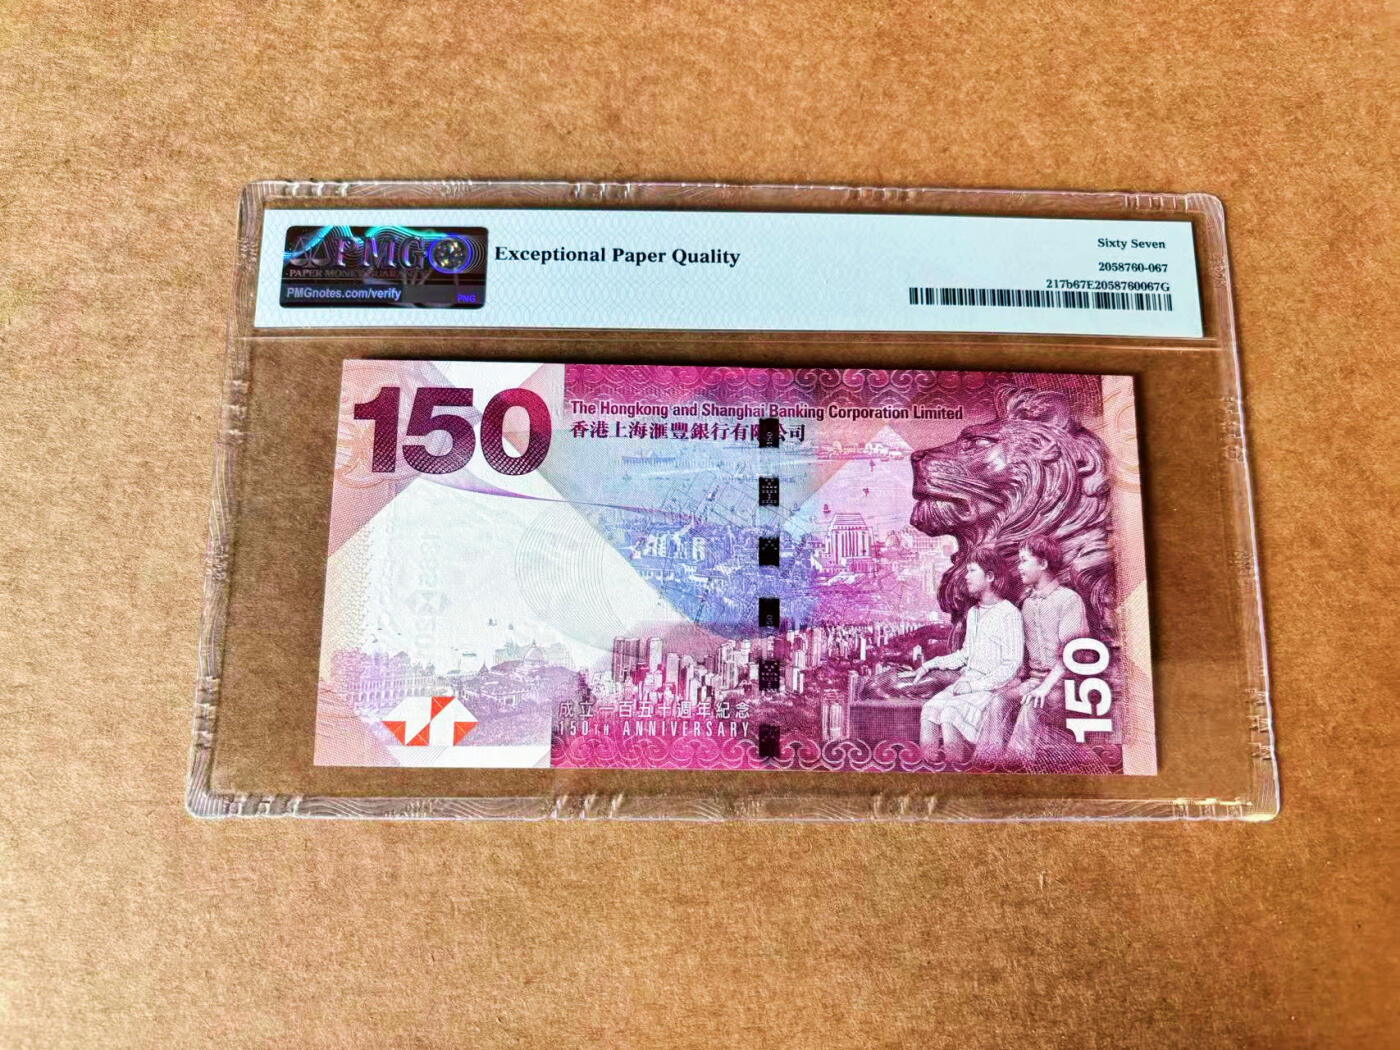 PMG
PAPER MONEY GUARANTY
PMGnotes.com/verify
PNG
Exceptional Paper Quality
Sixty Seven
2058760-067
217b67E2058760067G
150
The Hongkong and Shanghai Banking Corporation Limited
香港上海滙豐銀行有限公司
成立一百五十週年紀念
150TH ANNIVERSARY
150